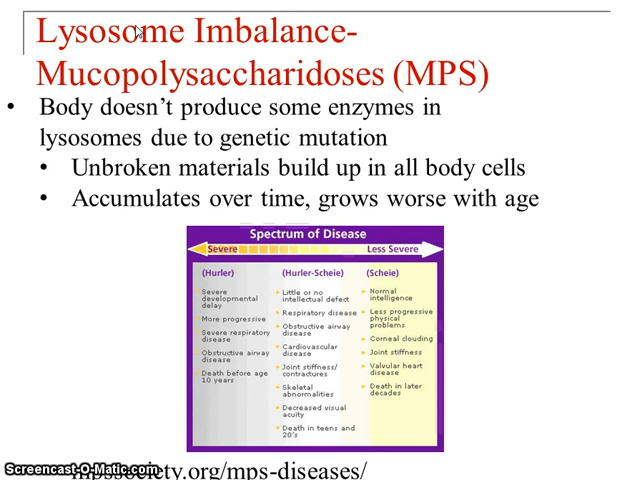 Lysosome Imbalance-
Mucopolysaccharidoses (MPS)
• Body doesn't produce some enzymes in
lysosomes due to genetic mutation
• Unbroken materials build up in all body cells
• Accumulates over time, grows worse with age
Spectrum of Disease
Severe
Less Severe
(Hurler)
Severe
developmental
delay
More progressive
Severe respiratory
disease
Obstructive airway
disease
Death before age
10 years
(Hurler-Scheie)
Little or no
intellectual defect
Respiratory disease
Obstructive airway
disease
Cardiovascular
disease
Joint stiffness/
contractures
Skeletal
abnormalities
Decreased visual
acuity
Death in teens and
20's
(Scheie)
Normal
intelligence
Less progressive
physical
problems
Corneal clouding
Joint stiffness
Valvular heart
disease
Death in later
decades
mpssociety.org/mps-diseases/
Screencast-O-Matic.com